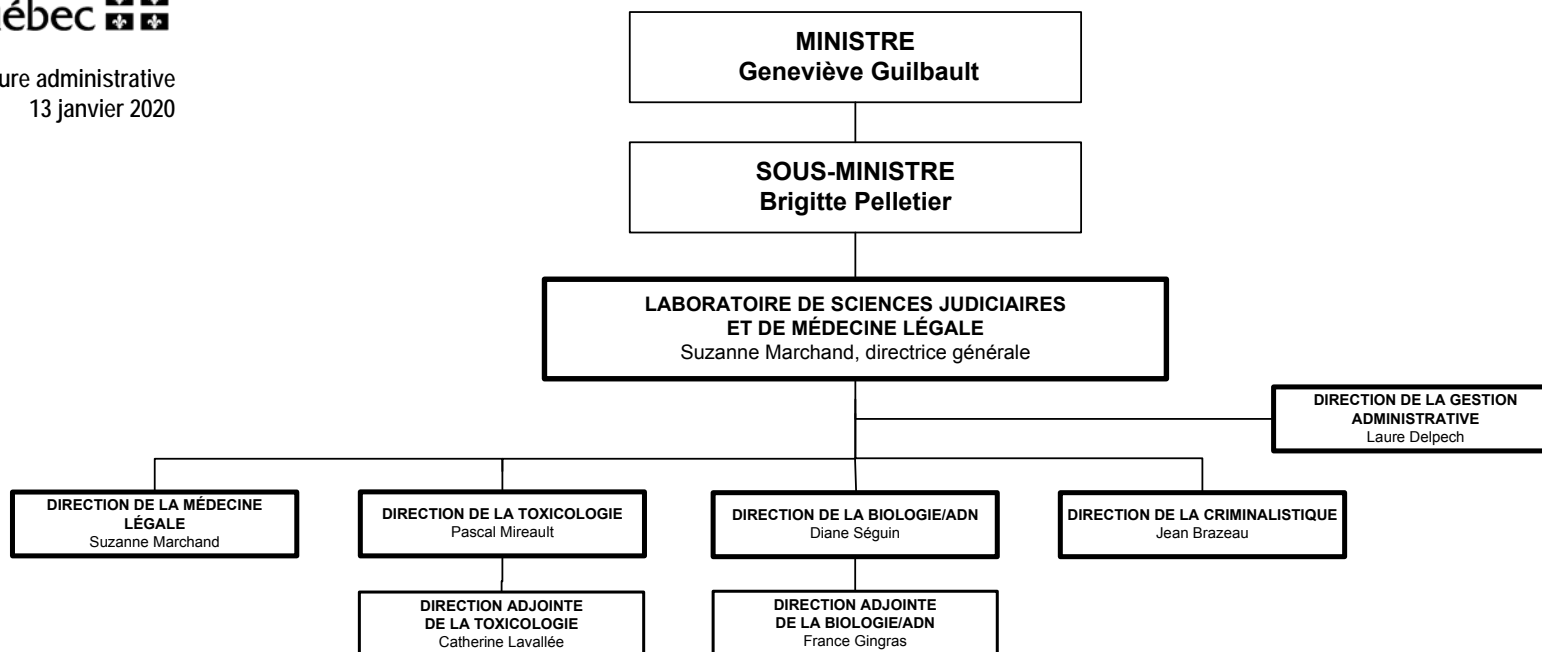 MINISTRE
Geneviève Guilbault
administrative
13 janvier 2020
SOUS-MINISTRE
Brigitte Pelletier
LABORATOIRE DE SCIENCES JUDICIAIRES
ET DE MÉDECINE LÉGALE
Suzanne Marchand, directrice générale
DIRECTION DE LA GESTION
ADMINISTRATIVE
Laure Delpech
DIRECTION DE LA MÉDECINE
LÉGALE
Suzanne Marchand
DIRECTION DE LA TOXICOLOGIE
Pascal Mireault
DIRECTION DE LA BIOLOGIE/ADN
Diane Séguin
DIRECTION DE LA CRIMINALISTIQUE
Jean Brazeau
DIRECTION ADJOINTE
DE LA TOXICOLOGIE
Catherine Lavallée
DIRECTION ADJOINTE
DE LA BIOLOGIE/ADN
France Gingras